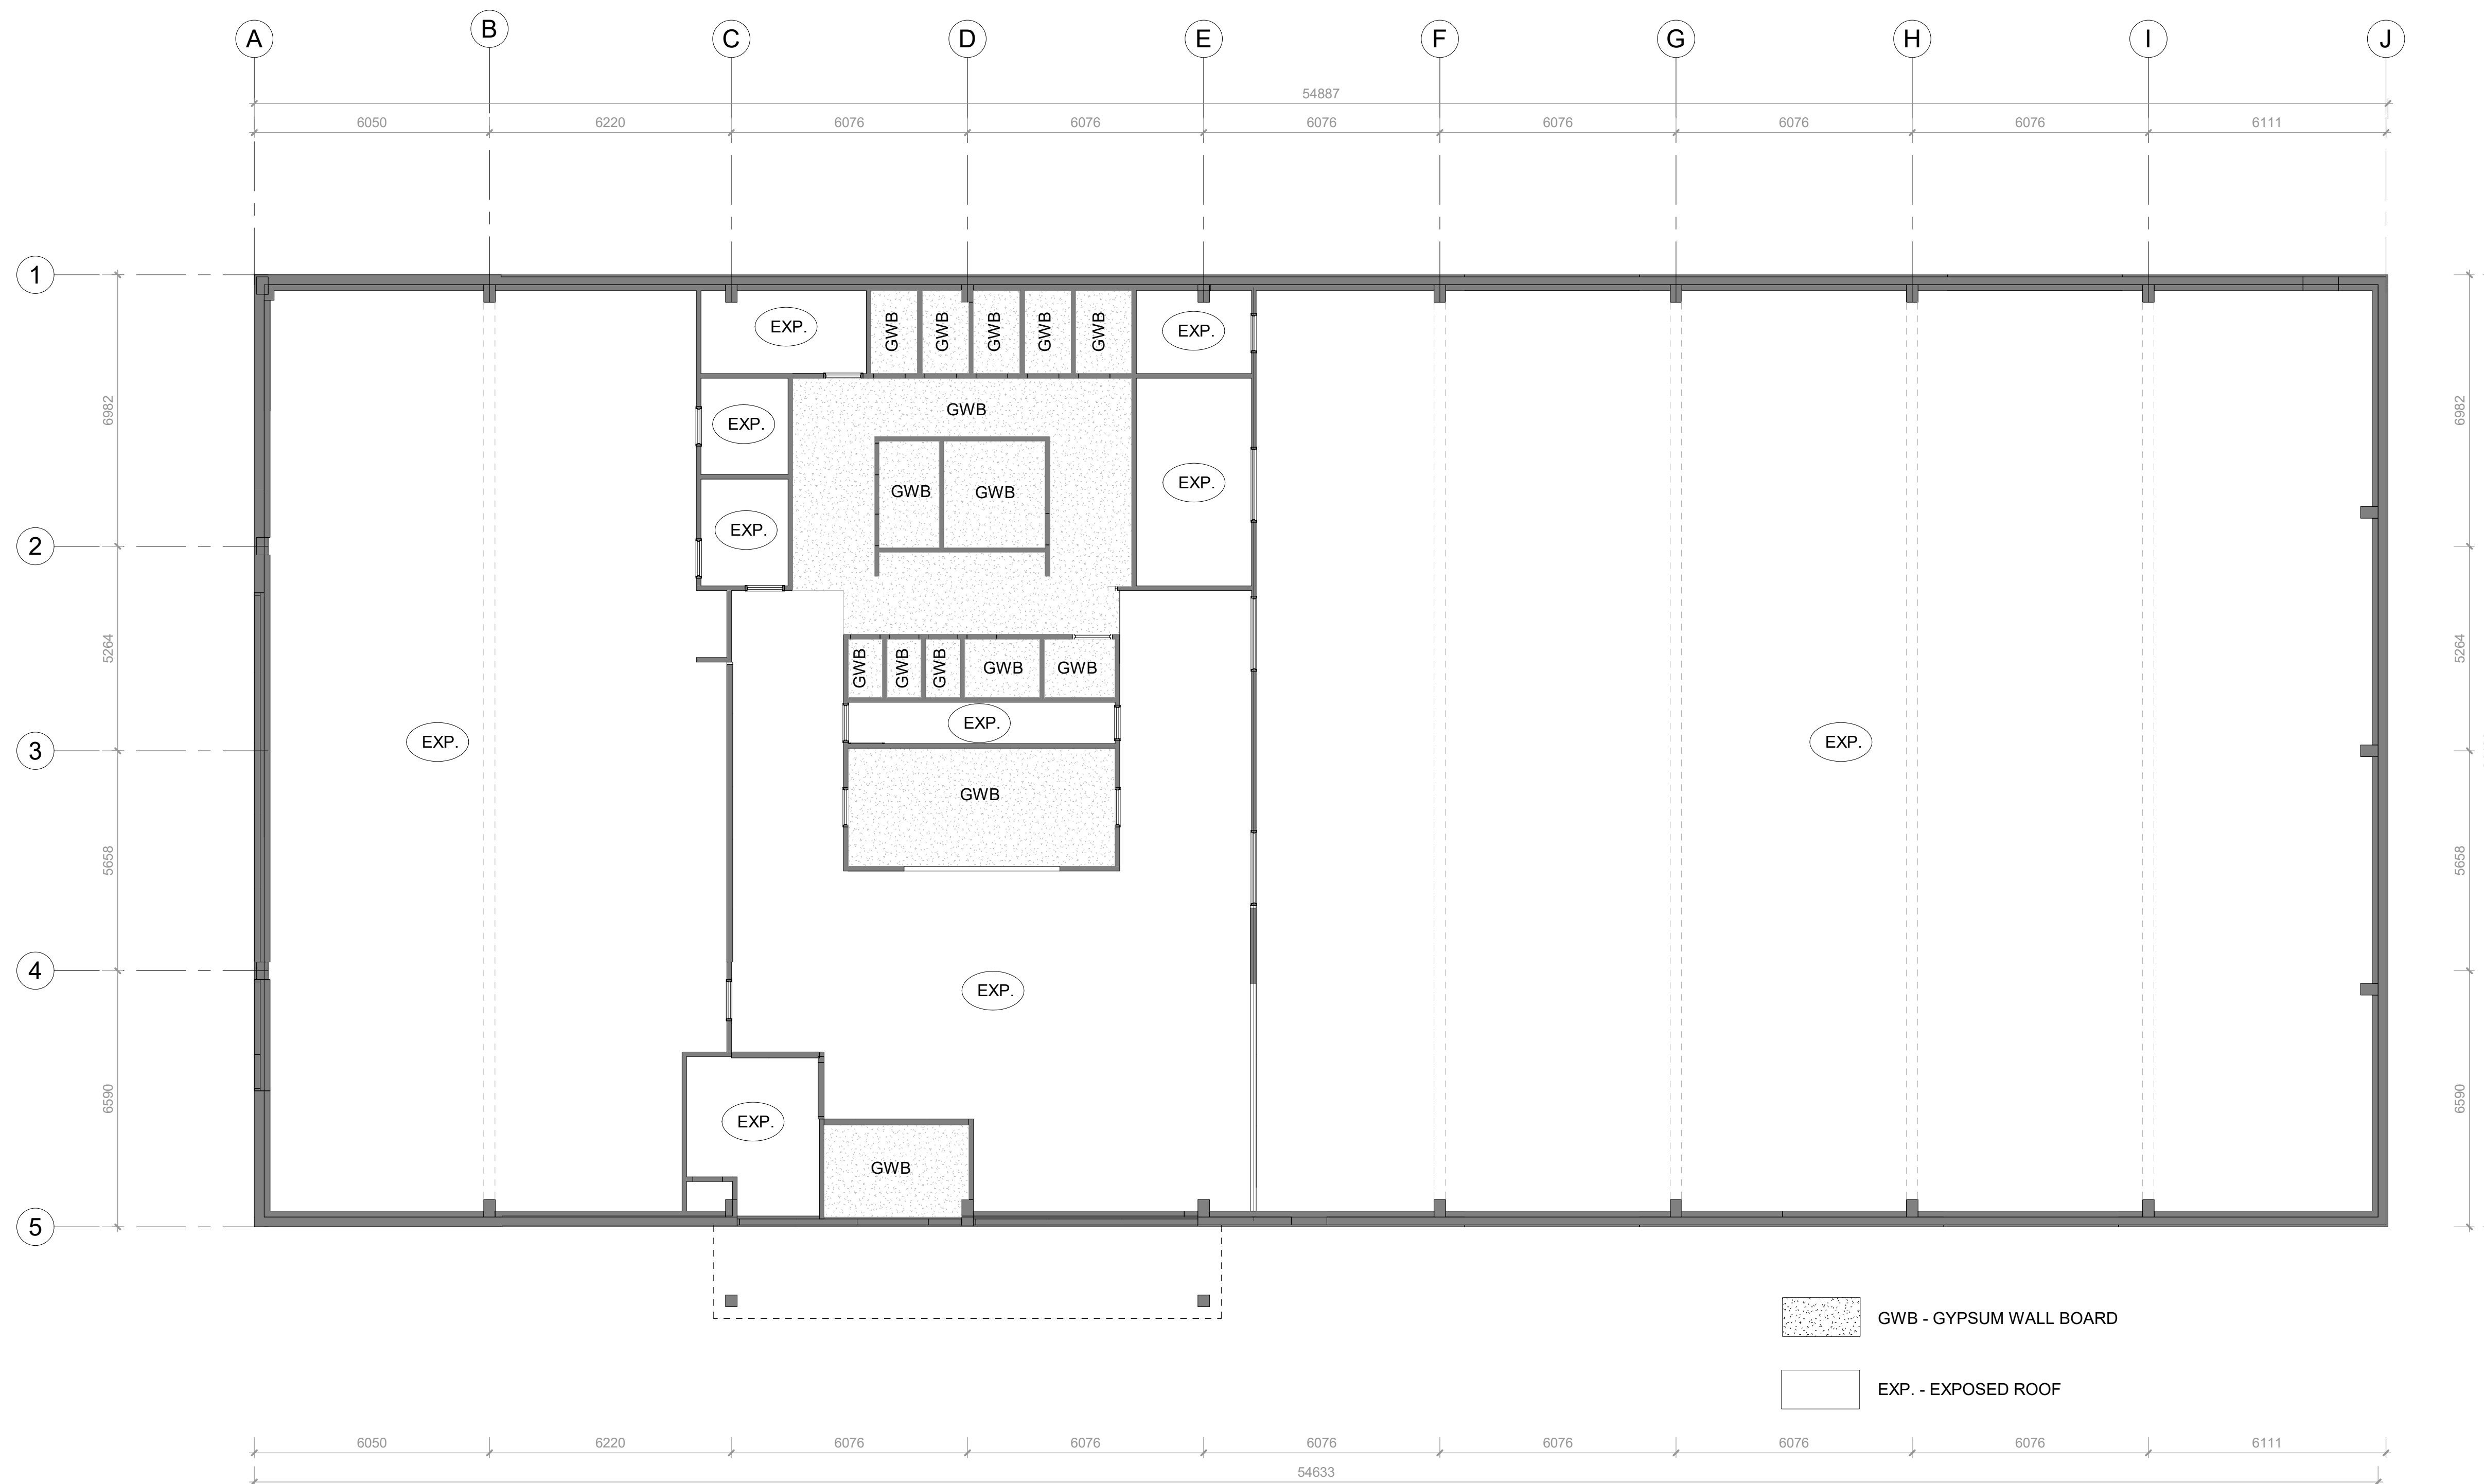 A B C D E F G H I J
54887
6050 6220 6076 6076 6076 6076 6076 6076 6111
1
EXP. GWB GWB GWB GWB GWB EXP.
6982 6982
GWB
EXP.
EXP.
GWB GWB
EXP.
2
5264 5264
GWB GWB GWB GWB GWB
EXP.
EXP. EXP.
3
GWB
5658 5658
4
EXP.
6590 6590
EXP.
GWB
5
GWB - GYPSUM WALL BOARD
EXP. - EXPOSED ROOF
6050 6220 6076 6076 6076 6076 6076 6076 6111
54633